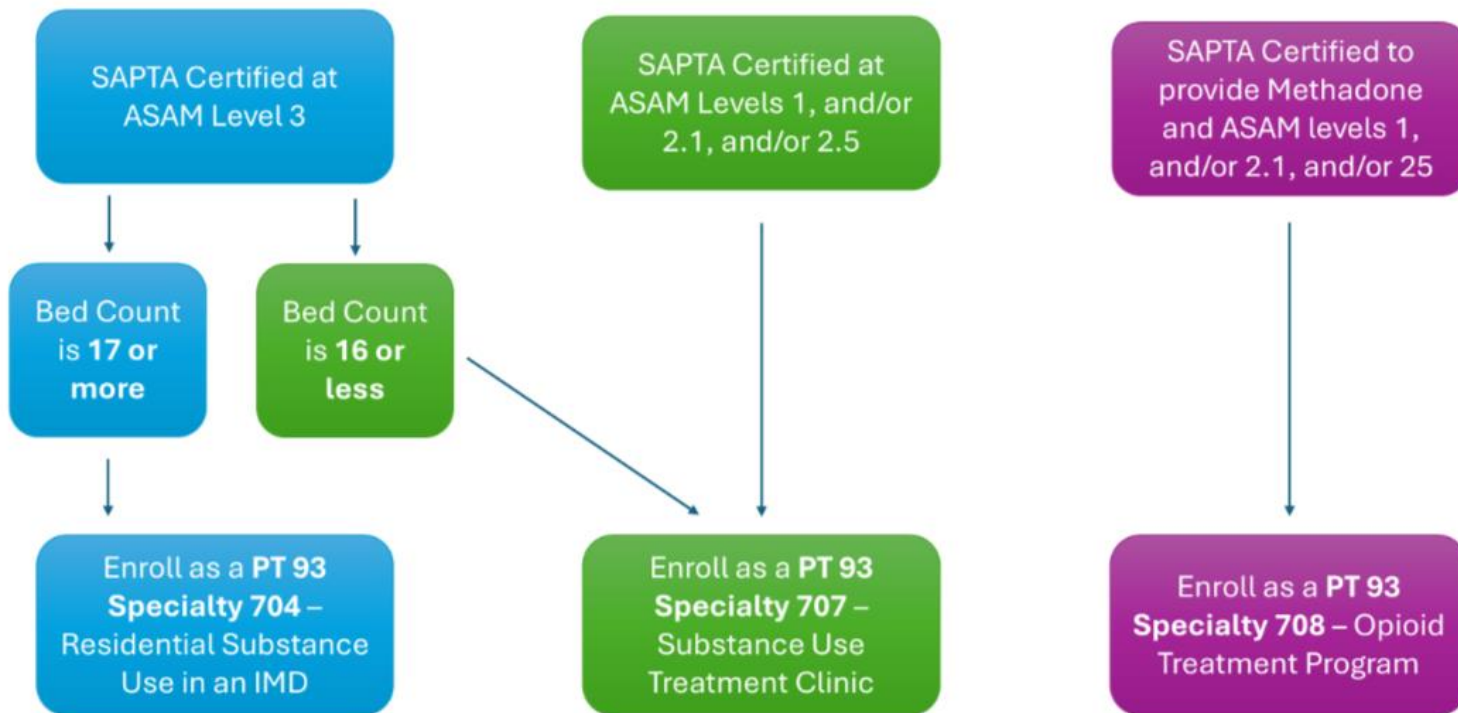 SAPTA Certified at
ASAM Level 3
SAPTA Certified at
ASAM Levels 1, and/or
2.1, and/or 2.5
SAPTA Certified to
provide Methadone
and ASAM levels 1,
and/or 2.1, and/or 25
Bed Count
is 17 or
more
Bed Count
is 16 or
less
Enroll as a PT 93
Specialty 704 –
Residential Substance
Use in an IMD
Enroll as a PT 93
Specialty 707 –
Substance Use
Treatment Clinic
Enroll as a PT 93
Specialty 708 – Opioid
Treatment Program